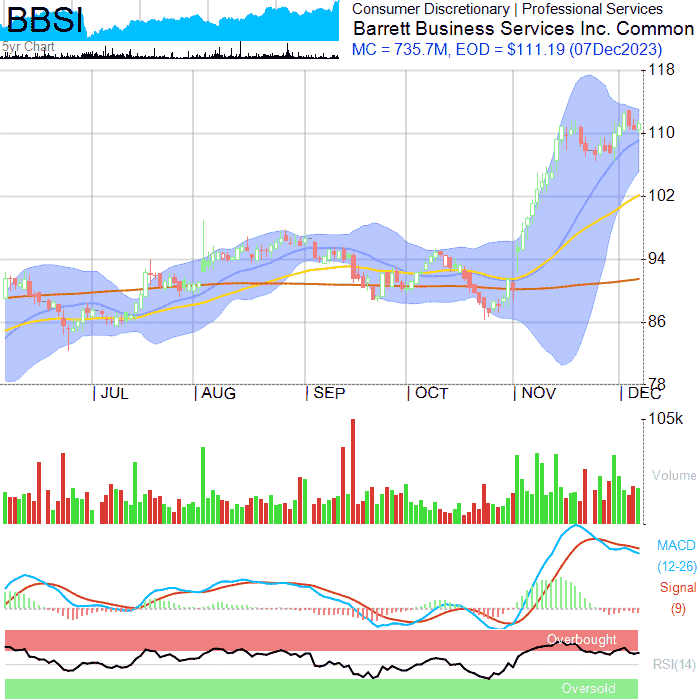 BBSI
5yr Chart
Consumer Discretionary | Professional Services
Barrett Business Services Inc. Common
MC = 735.7M, EOD = $111.19 (07Dec2023)
118
110
102
94
86
78
JUL AUG SEP OCT NOV DEC
105k
Volume
MACD
(12-26)
Signal
(9)
Overbought
RSI(14)
Oversold